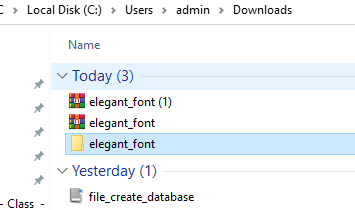 C > Local Disk (C:) > Users > admin > Downloads
Name
Today (3)
elegant_font (1)
elegant_font
elegant_font
Yesterday (1)
file_create_database
- Class -